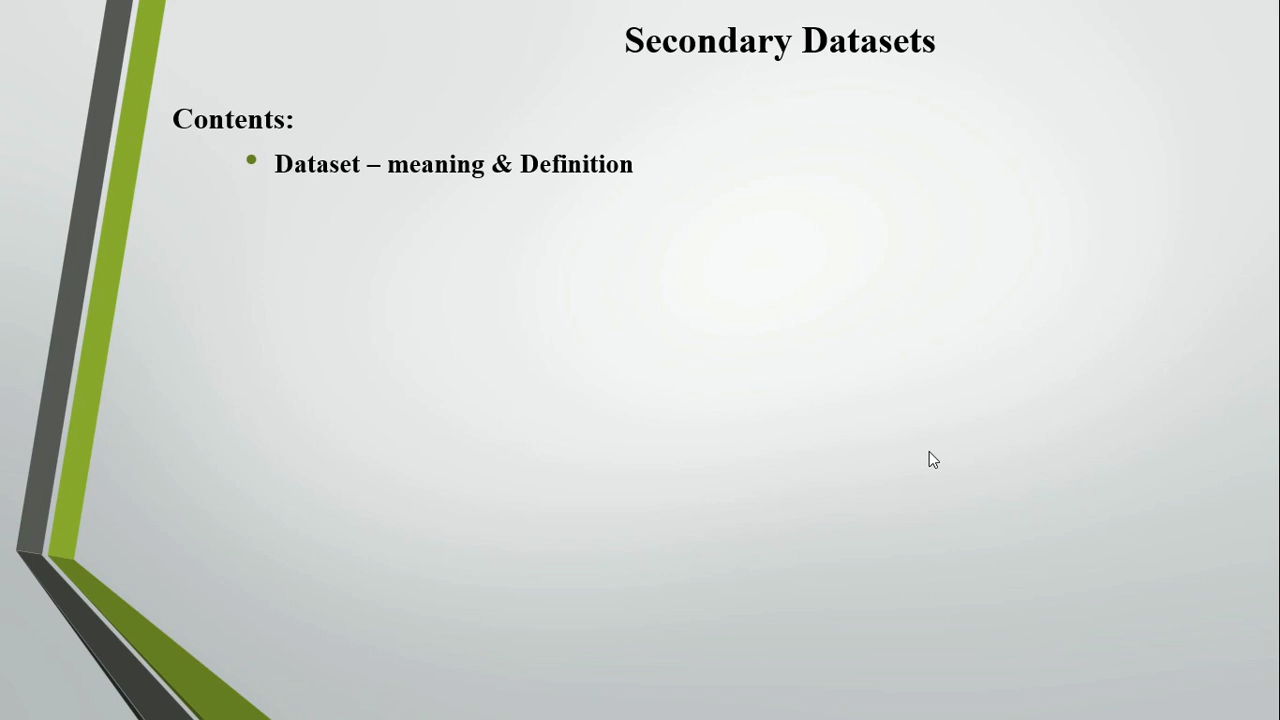 Secondary Datasets
Contents:
• Dataset – meaning & Definition